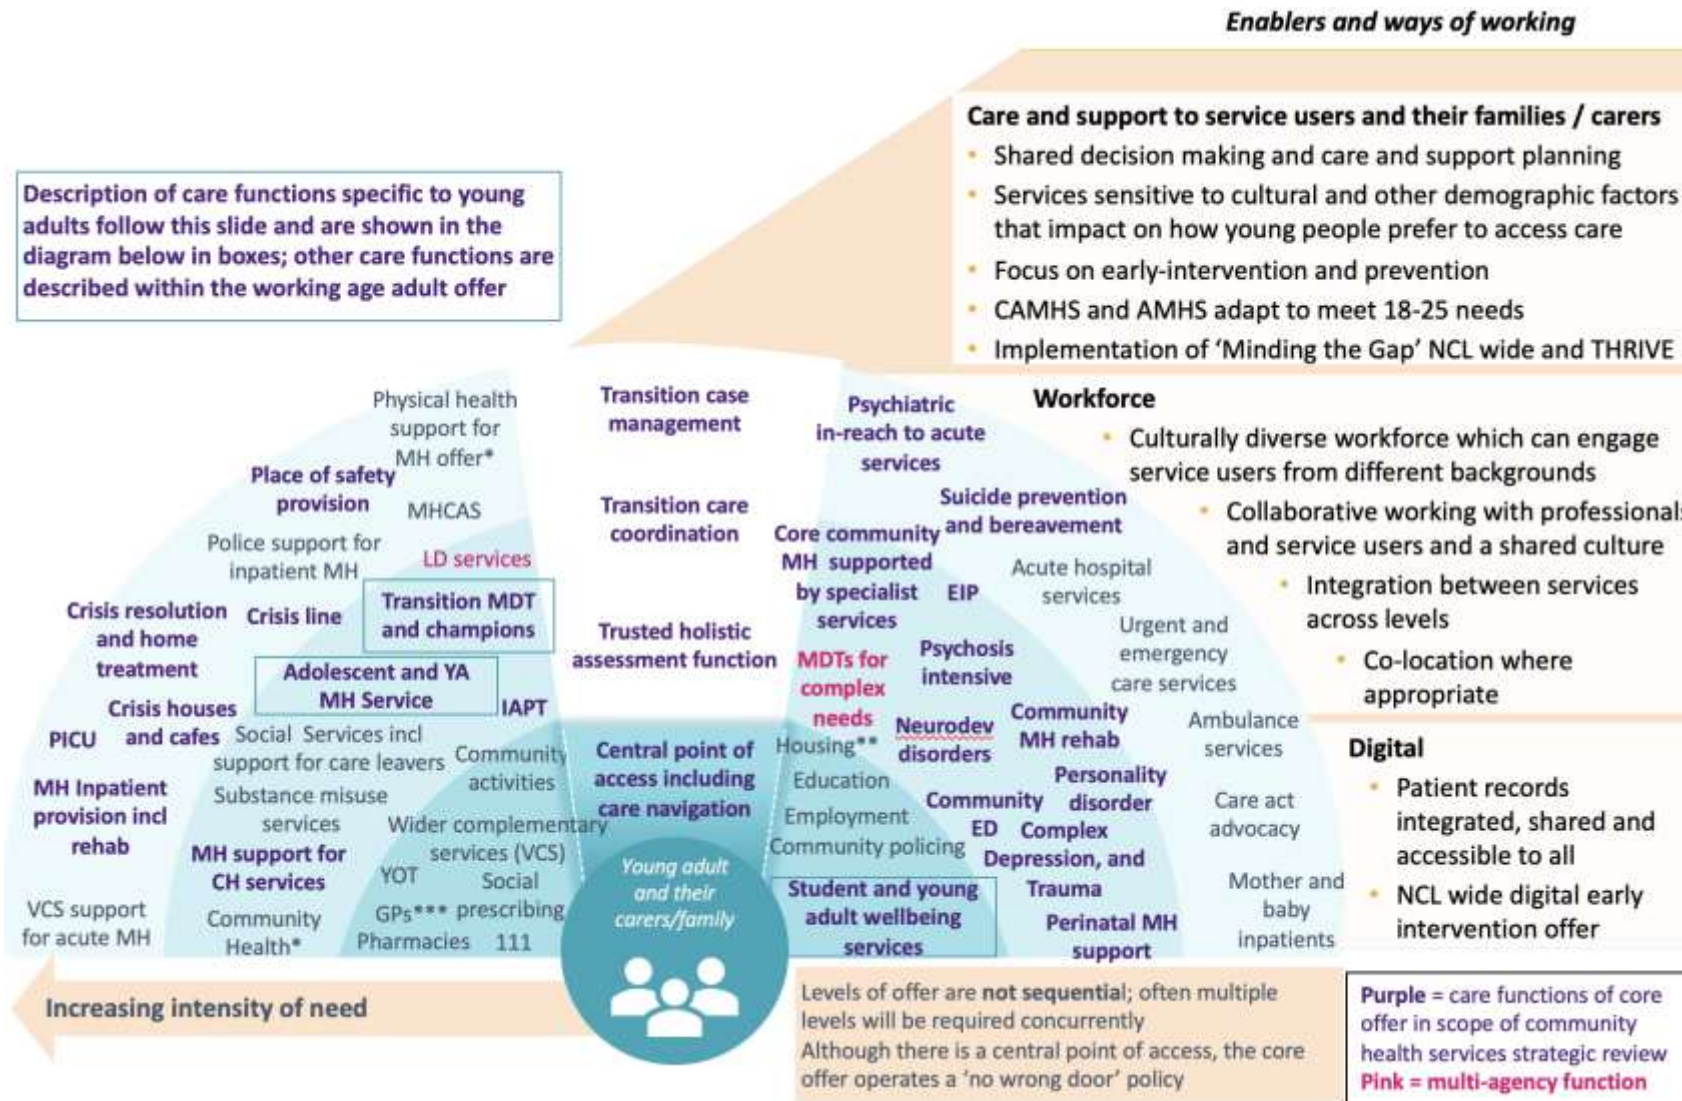 Enablers and ways of working
Care and support to service users and their families / carers
• Shared decision making and care and support planning
• Services sensitive to cultural and other demographic factors
that impact on how young people prefer to access care
• Focus on early-intervention and prevention
• CAMHS and AMHS adapt to meet 18-25 needs
• Implementation of ‘Minding the Gap’ NCL wide and THRIVE
Description of care functions specific to young
adults follow this slide and are shown in the
diagram below in boxes; other care functions are
described within the working age adult offer
Physical health
support for
MH offer*
Place of safety
provision
MHCAS
Police support for
inpatient MH
LD services
Crisis resolution
and home
treatment
Crisis line
Transition MDT
and champions
Adolescent and YA
MH Service
IAPT
Crisis houses
and cafes
PICU
Social Services incl
support for care leavers
Community
activities
MH Inpatient
provision incl
rehab
Substance misuse
services
Wider complementary
services (VCS)
MH support for
CH services
YOT
Social
prescribing
GPs***
VCS support
for acute MH
Community
Health*
Pharmacies
111
Transition case
management
Transition care
coordination
Trusted holistic
assessment function
Central point of
access including
care navigation
Young adult
and their
carers/family
Psychiatric
in-reach to acute
services
Suicide prevention
and bereavement
Core community
MH supported
by specialist
services
EIP
Acute hospital
services
Urgent and
emergency
care services
MDTs for
complex
needs
Psychosis
intensive
Neurodev
disorders
Community
MH rehab
Ambulance
services
Housing**
Education
Employment
Community policing
Community
ED
Personality
disorder
Complex
Depression, and
Trauma
Care act
advocacy
Student and young
adult wellbeing
services
Perinatal MH
support
Mother and
baby
inpatients
Workforce
• Culturally diverse workforce which can engage
service users from different backgrounds
• Collaborative working with professionals
and service users and a shared culture
• Integration between services
across levels
• Co-location where
appropriate
Digital
• Patient records
integrated, shared and
accessible to all
• NCL wide digital early
intervention offer
Increasing intensity of need
Levels of offer are not sequential; often multiple
levels will be required concurrently
Although there is a central point of access, the core
offer operates a ‘no wrong door’ policy
Purple = care functions of core
offer in scope of community
health services strategic review
Pink = multi-agency function